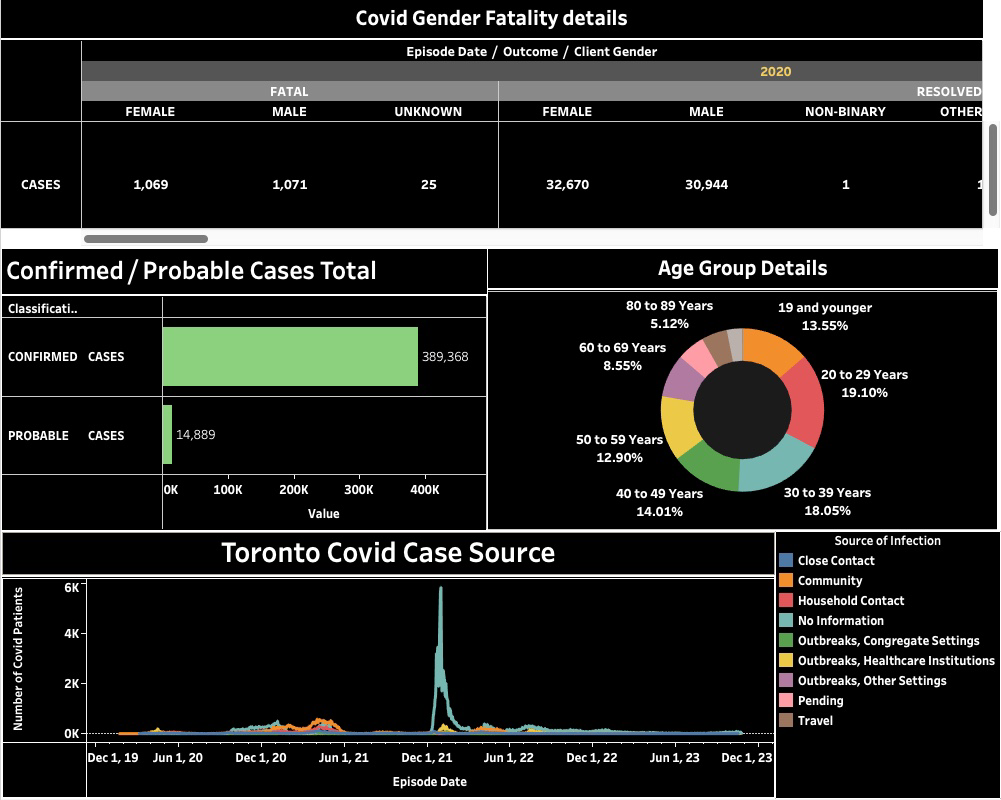 Covid Gender Fatality details
Episode Date / Outcome / Client Gender
2020
FATAL RESOLVED
FEMALE MALE UNKNOWN FEMALE MALE NON-BINARY OTHER
CASES 1,069 1,071 25 32,670 30,944 1
Confirmed / Probable Cases Total
Classificati..
CONFIRMED CASES 389,368
PROBABLE CASES 14,889
0K 100K 200K 300K 400K
Value
Age Group Details
80 to 89 Years
5.12%
19 and younger
13.55%
60 to 69 Years
8.55%
20 to 29 Years
19.10%
50 to 59 Years
12.90%
40 to 49 Years
14.01%
30 to 39 Years
18.05%
Toronto Covid Case Source
Number of Covid Patients
6K
4K
2K
0K
Dec 1, 19 Jun 1, 20 Dec 1, 20 Jun 1, 21 Dec 1, 21 Jun 1, 22 Dec 1, 22 Jun 1, 23 Dec 1, 23
Episode Date
Source of Infection
Close Contact
Community
Household Contact
No Information
Outbreaks, Congregate Settings
Outbreaks, Healthcare Institutions
Outbreaks, Other Settings
Pending
Travel